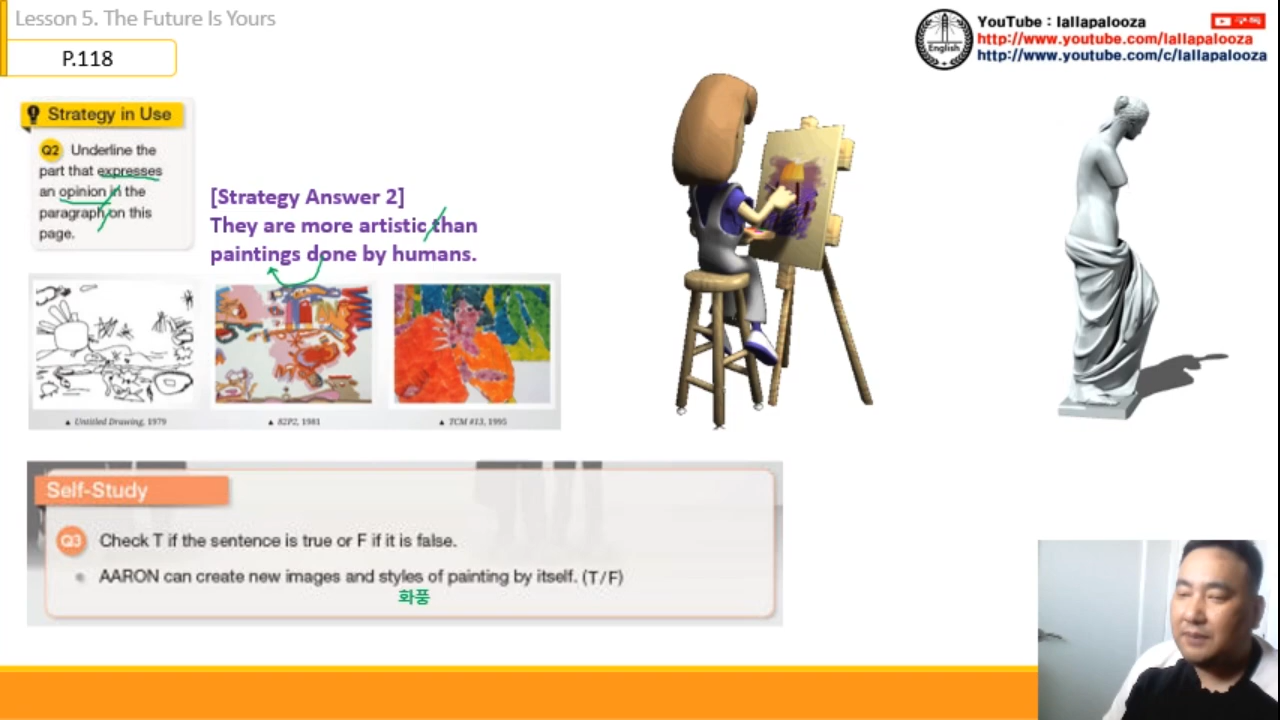 Lesson 5. The Future Is Yours
P.118
YouTube : lallapalooza
http://www.youtube.com/lallapalooza
http://www.youtube.com/c/lallapalooza
English
Strategy in Use
Q2 Underline the
part that expresses
an opinion in the
paragraph on this
page.
[Strategy Answer 2]
They are more artistic than
paintings done by humans.
▲ Untitled Drawing, 1979
▲ 82P2, 1981
▲ TCM #13, 1995
Self-Study
Q3 Check T if the sentence is true or F if it is false.
AARON can create new images and styles of painting by itself. (T/F)
화풍